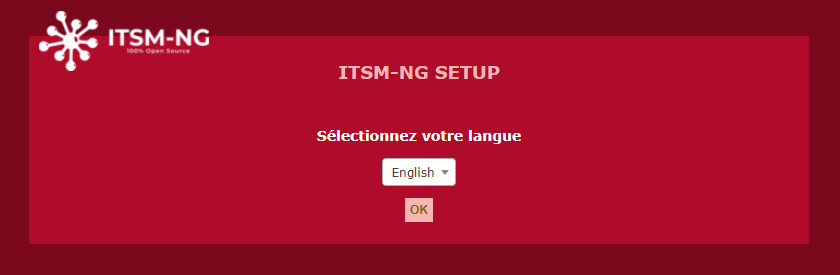 ITSM-NG
100% Open Source
ITSM-NG SETUP
Sélectionnez votre langue
English
OK